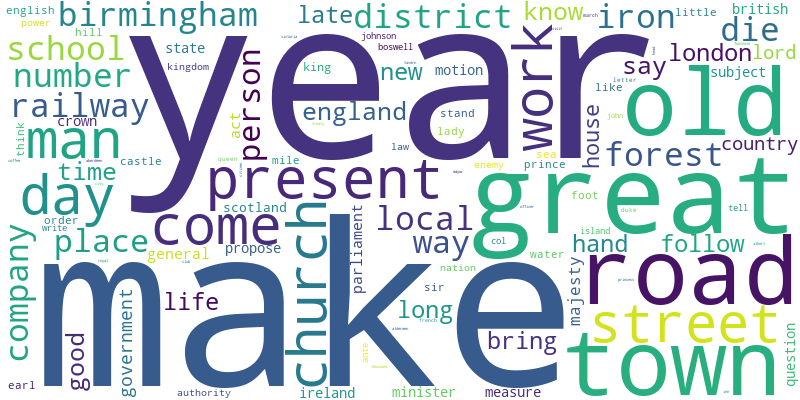 english birmingham late district know iron little british
power
hill
school state johnson die
boswell
year
kingdom king new motion say london lord
number subject
railway person work old
crown england stand like
man act lady house john
think castle law forest country
time queen mile sea
enemy prince
day present great
foot
scotland island duke tell
order
write
come church local
place way col hand follow
general propose parliament water
nation
company life sir majesty road
long
government good make bring street
question
ante town
earl authority ireland minister measure